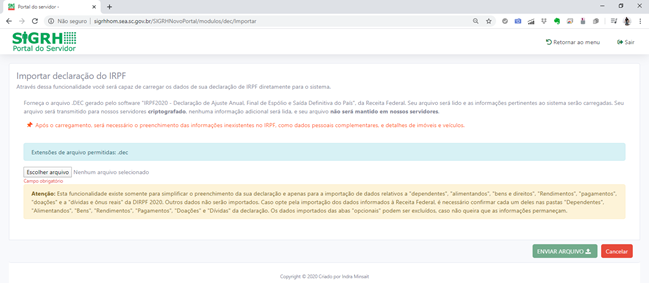 Portal do servidor -
Não seguro | sigrhhom.sea.sc.gov.br/SIGRHNovoPortal/modulos/dec/importar
SIGRH
Portal do Servidor
Retornar ao menu
Sair
Importar declaração do IRPF
Através dessa funcionalidade você será capaz de carregar os dados de sua declaração de IRPF diretamente para o sistema.
Forneça o arquivo .DEC gerado pelo software "IRPF2020 - Declaração de Ajuste Anual, Final de Espólio e Saída Definitiva do País", da Receita Federal. Seu arquivo será lido e as informações pertinentes ao sistema serão carregadas. Seu
arquivo será transmitido para nossos servidores criptografado, nenhuma informação adicional será lida, e seu arquivo não será mantido em nossos servidores.
Após o carregamento, será necessário o preenchimento das informações inexistentes no IRPF, como dados pessoais complementares, e detalhes de imóveis e veículos.
Extensões de arquivo permitidas: .dec
Escolher arquivo Nenhum arquivo selecionado
Campo obrigatório
Atenção: Esta funcionalidade existe somente para simplificar o preenchimento da sua declaração e apenas para a importação de dados relativos a "dependentes", "alimentandos", "bens e direitos", "Rendimentos", "pagamentos",
"doações" e a "dívidas e ônus reais" da DIRPF 2020. Outros dados não serão importados. Caso opte pela importação dos dados informados à Receita Federal, é necessário confirmar cada um deles nas pastas "Dependentes",
"Alimentandos", "Bens", "Rendimentos", "Pagamentos", "Doações" e "Dívidas" da declaração. Os dados importados das abas "opcionais" podem ser excluídos, caso não queira que as informações permaneçam.
ENVIAR ARQUIVO
Cancelar
Copyright © 2020 Criado por Indra Minsait